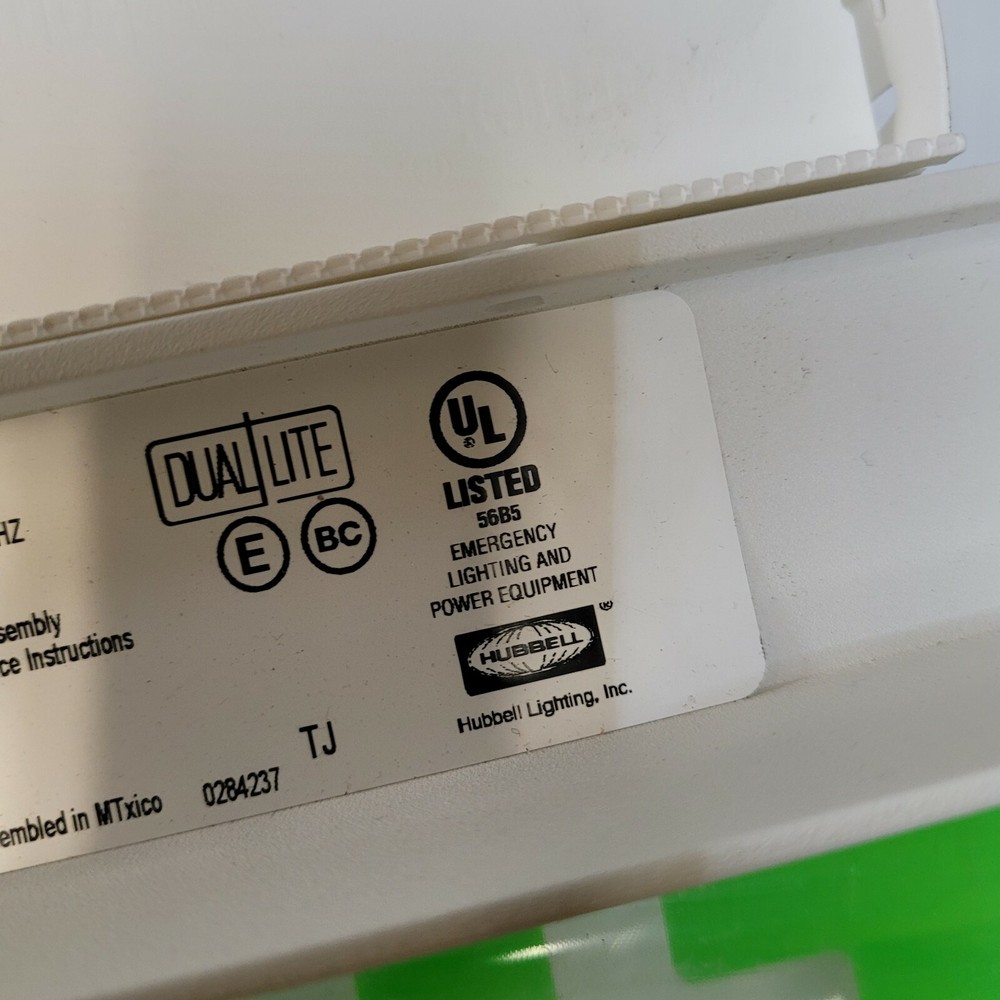 HZ
DUAL LITE
E BC
sembly
ce Instructions
TJ
embled in MTxico 0284237
UL
®
LISTED
56B5
EMERGENCY
LIGHTING AND
POWER EQUIPMENT
HUBBELL ®
Hubbell Lighting, Inc.